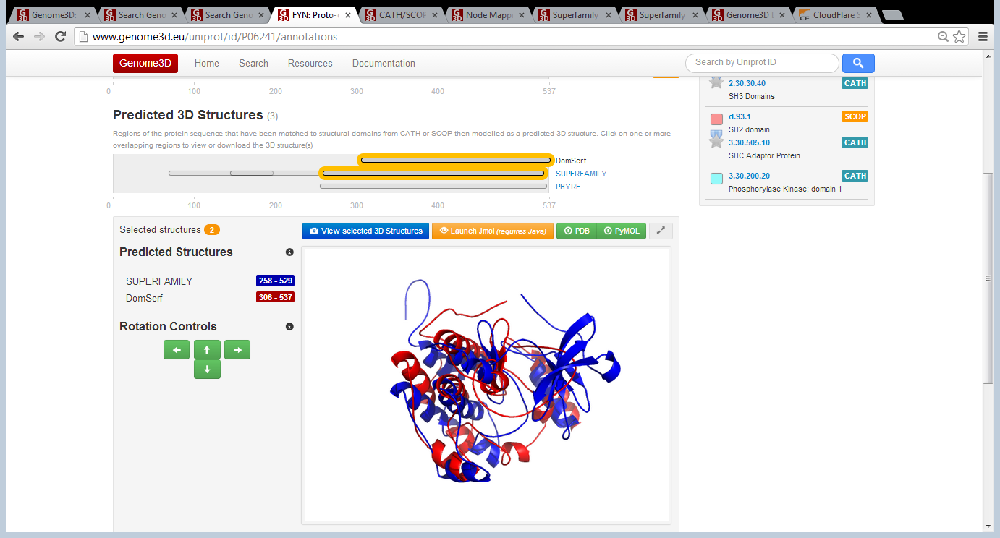 Genome3D:
Search Geno
Search Geno
FYN: Proto-o
CATH/SCOP
Node Mappi
Superfamily
Superfamily
Genome3D
CloudFlare S
www.genome3d.eu/uniprot/id/P06241/annotations
Genome3D Home Search Resources Documentation Search by Uniprot ID
0 100 200 300 400 537
Predicted 3D Structures (3)
Regions of the protein sequence that have been matched to structural domains from CATH or SCOP then modelled as a predicted 3D structure. Click on one or more
overlapping regions to view or download the 3D structure(s)
DomSerf
SUPERFAMILY
PHYRE
0 100 200 300 400 537
Selected structures 2
View selected 3D Structures Launch Jmol (requires Java) PDB PyMOL
Predicted Structures
SUPERFAMILY 258 - 529
DomSerf 306 - 537
Rotation Controls
2.30.30.40 CATH
SH3 Domains
d.93.1 SCOP
SH2 domain
3.30.505.10 CATH
SHC Adaptor Protein
3.30.200.20 CATH
Phosphorylase Kinase; domain 1